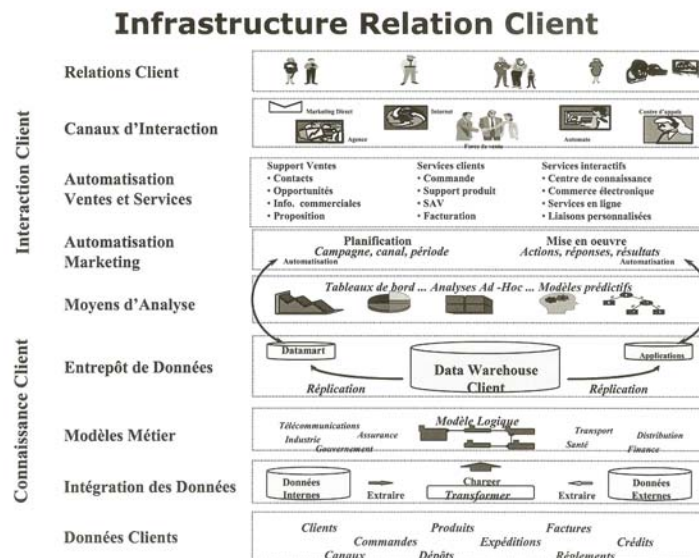 Infrastructure Relation Client
Interaction Client
Connaissance Client
Relations Client
Canaux d'Interaction
Marketing Direct
Agence
Internet
Force de vente
Automate
Centre d'appels
Automatisation
Ventes et Services
Support Ventes
• Contacts
• Opportunités
• Info. commerciales
• Proposition
Services clients
• Commande
• Support produit
• SAV
• Facturation
Services interactifs
• Centre de connaissance
• Commerce électronique
• Services en ligne
• Liaisons personnalisées
Automatisation
Marketing
Planification
Campagne, canal, période
Automatisation
Mise en oeuvre
Actions, réponses, résultats
Automatisation
Moyens d'Analyse
Tableaux de bord ... Analyses Ad -Hoc ... Modèles prédictifs
Entrepôt de Données
Datamart
Data Warehouse
Client
Applications
Réplication
Réplication
Modèles Métier
Télécommunications
Industrie
Assurance
Gouvernement
Modèle Logique
Transport
Santé
Distribution
Finance
Intégration des Données
Données
Internes
Extraire
Charger
Transformer
Extraire
Données
Externes
Données Clients
Clients
Produits
Factures
Commandes
Expéditions
Crédits
Canaux
Dépôts
Règlements